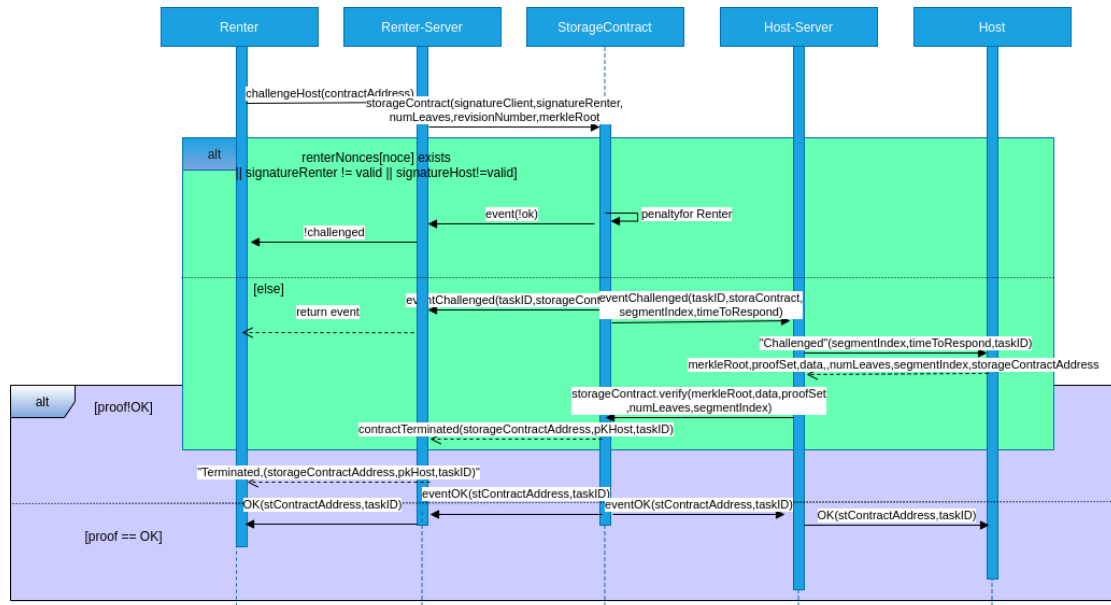 Renter
Renter-Server
StorageContract
Host-Server
Host
challengeHost(contractAddress)
storageContract(signatureClient,signatureRenter,
numLeaves,revisionNumber,merkleRoot
alt
renterNonces[noce] exists
|| signatureRenter != valid || signatureHost!=valid]
penaltyfor Renter
event(!ok)
!challenged
[else]
eventChallenged(taskID,storageCont
eventChallenged(taskID,storaContract,
segmentIndex,timeToRespond)
return event
"Challenged"(segmentIndex,timeToRespond,taskID)
merkleRoot,proofSet,data,,numLeaves,segmentIndex,storageContractAddress
alt
[proof!OK]
storageContract.verify(merkleRoot,data,proofSet
,numLeaves,segmentIndex)
contractTerminated(storageContractAddress,pKHost,taskID)
"Terminated,(storageContractAddress,pkHost,taskID)"
eventOK(stContractAddress,taskID)
OK(stContractAddress,taskID)
eventOK(stContractAddress,taskID)
OK(stContractAddress,taskID)
[proof == OK]